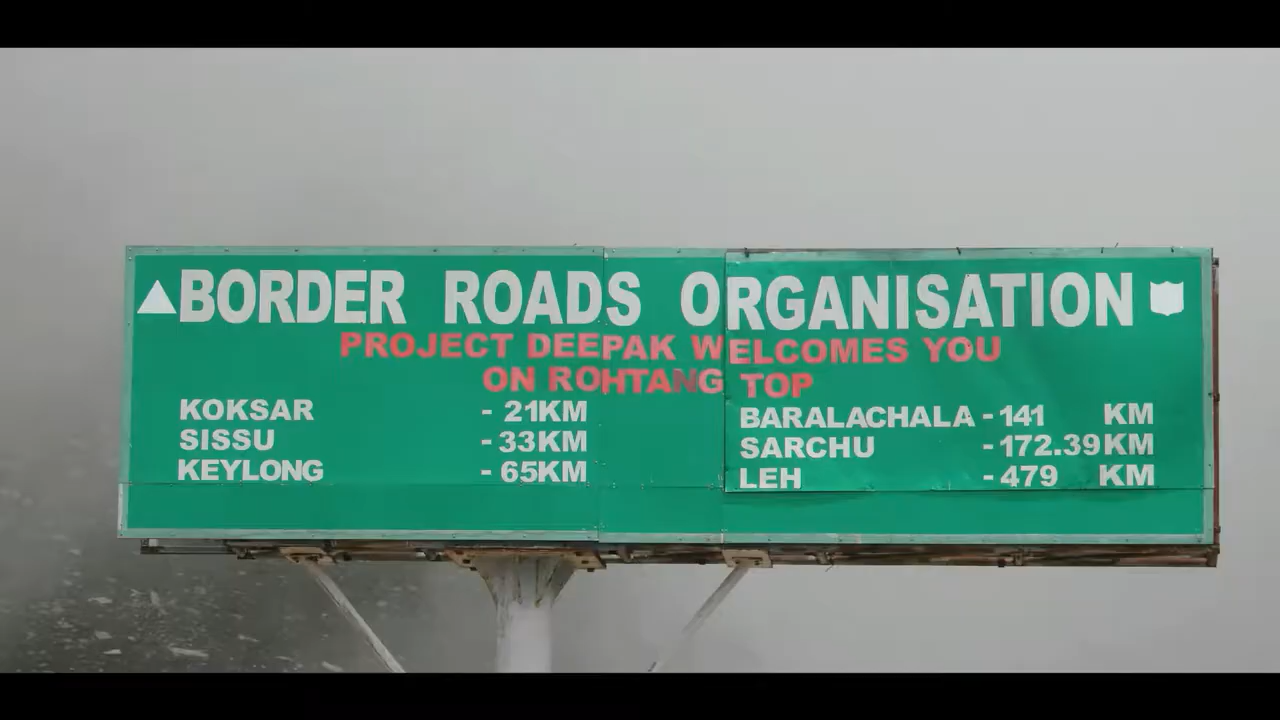 BORDER ROADS ORGANISATION
PROJECT DEEPAK WELCOMES YOU
ON ROHTANG TOP
KOKSAR - 21KM
SISSU - 33KM
KEYLONG - 65KM
BARALACHALA - 141 KM
SARCHU - 172.39KM
LEH - 479 KM